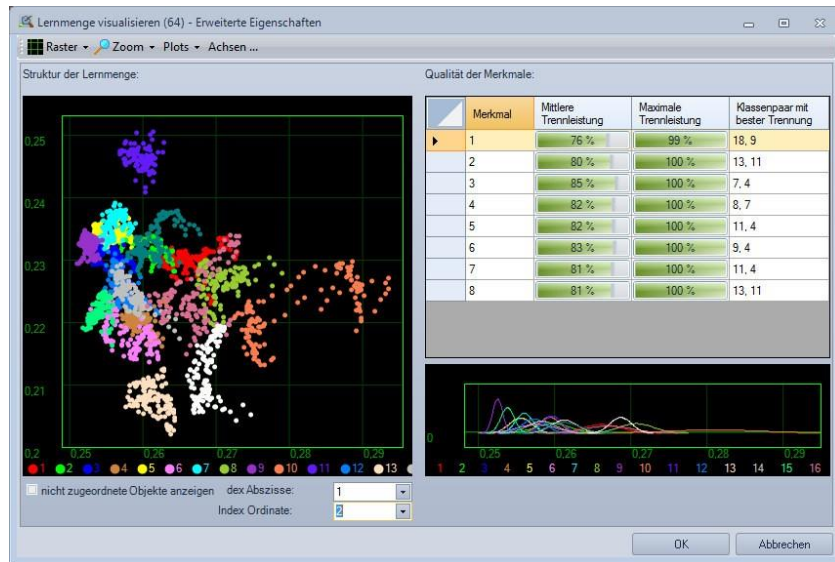 Lernmenge visualisieren (64) - Erweiterte Eigenschaften
Raster Zoom Plots Achsen ...
Struktur der Lernmenge:
Qualität der Merkmale:
0,25
0,24
0,23
0,22
0,21
0,2
0,25 0,26 0,27 0,28 0,29
1 2 3 4 5 6 7 8 9 10 11 12 13
nicht zugeordnete Objekte anzeigen dex Abszisse: 1
Index Ordinate: 2
Merkmal Mittlere Trennleistung Maximale Trennleistung Klassenpaar mit bester Trennung
1 76 % 99 % 18, 9
2 80 % 100 % 13, 11
3 85 % 100 % 7, 4
4 82 % 100 % 8, 7
5 82 % 100 % 11, 4
6 83 % 100 % 9, 4
7 81 % 100 % 11, 4
8 81 % 100 % 13, 11
0
0,25 0,26 0,27 0,28 0,29
1 2 3 4 5 6 7 8 9 10 11 12 13 14 15 16
OK Abbrechen